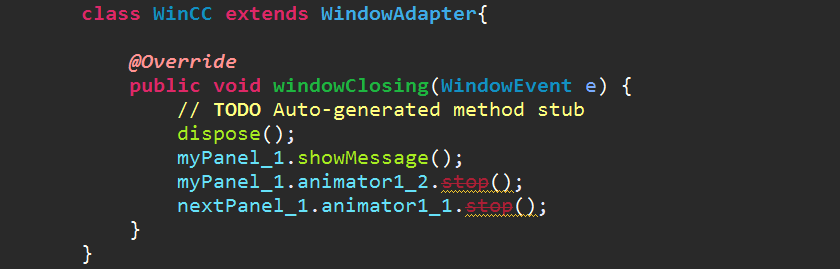 class WinCC extends WindowAdapter{
@Override
public void windowClosing(WindowEvent e) {
// TODO Auto-generated method stub
dispose();
myPanel_1.showMessage();
myPanel_1.animator1_2.stop();
nextPanel_1.animator1_1.stop();
}
}